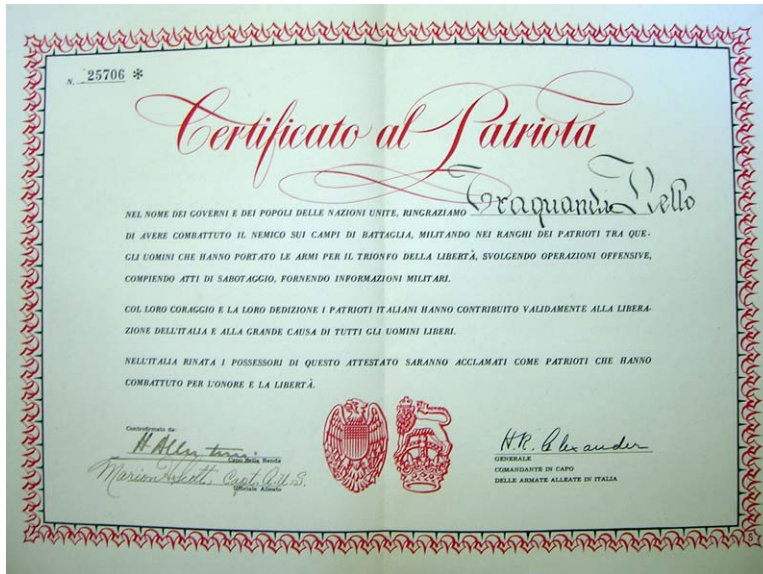 N. 25706 *
Certificato al Patriota
NEL NOME DEI GOVERNI E DEI POPOLI DELLE NAZIONI UNITE, RINGRAZIAMO Traquandi Nello
DI AVERE COMBATTUTO IL NEMICO SUI CAMPI DI BATTAGLIA, MILITANDO NEI RANGHI DEI PATRIOTI TRA QUE-
GLI UOMINI CHE HANNO PORTATO LE ARMI PER IL TRIONFO DELLA LIBERTÀ, SVOLGENDO OPERAZIONI OFFENSIVE,
COMPIENDO ATTI DI SABOTAGGIO, FORNENDO INFORMAZIONI MILITARI.
COL LORO CORAGGIO E LA LORO DEDIZIONE I PATRIOTI ITALIANI HANNO CONTRIBUITO VALIDAMENTE ALLA LIBERA-
ZIONE DELL'ITALIA E ALLA GRANDE CAUSA DI TUTTI GLI UOMINI LIBERI.
NELL'ITALIA RINATA I POSSESSORI DI QUESTO ATTESTATO SARANNO ACCLAMATI COME PATRIOTI CHE HANNO
COMBATTUTO PER L'ONORE E LA LIBERTÀ.
Controfirmato da:
Capo della Banda
Marion Capt. A.U.S.
Ufficiale Alleato
H.R. Alexander
GENERALE
COMANDANTE IN CAPO
DELLE ARMATE ALLEATE IN ITALIA